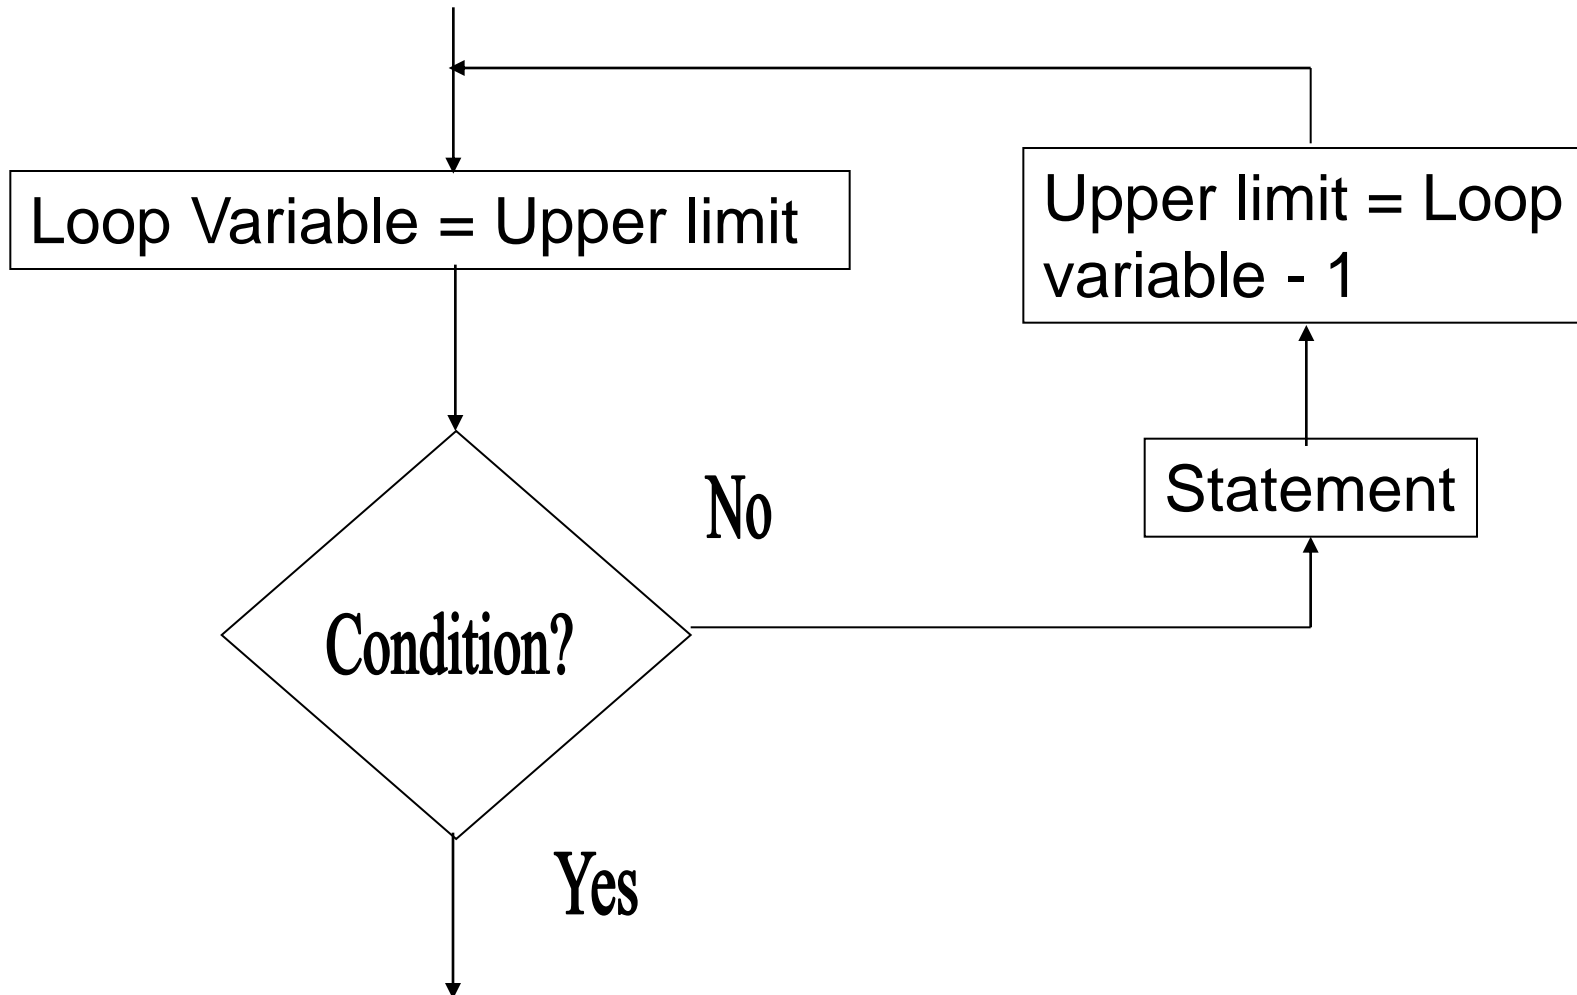 Loop Variable = Upper limit
Upper limit = Loop
variable - 1
No
Statement
Condition?
Yes